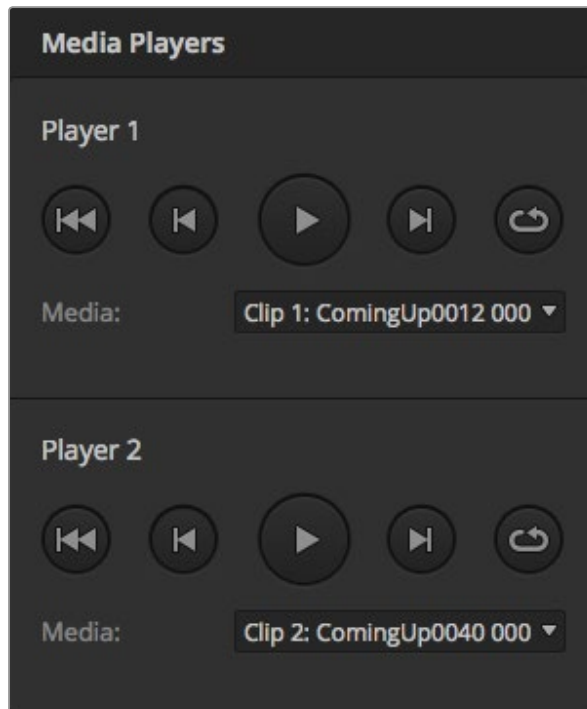 Media Players
Player 1
Media:
Clip 1: ComingUp0012 000
Player 2
Media:
Clip 2: ComingUp0040 000